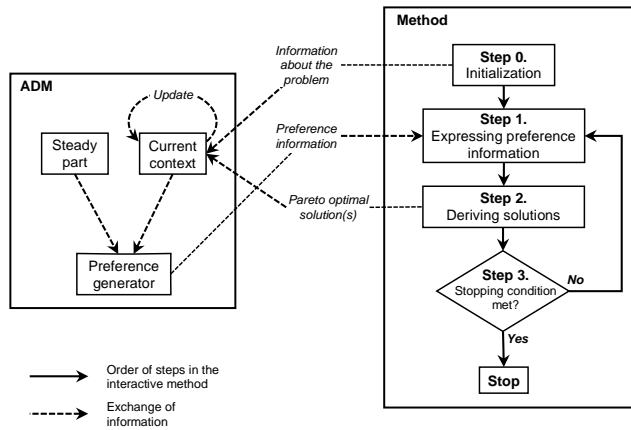 Method
Step 0.
Initialization
Information
about the
problem
ADM
Update
Steady
part
Current
context
Preference
information
Step 1.
Expressing preference
information
Pareto optimal
solution(s)
Step 2.
Deriving solutions
Preference
generator
Step 3.
Stopping condition
met?
No
Yes
Stop
Order of steps in the
interactive method
Exchange of
information